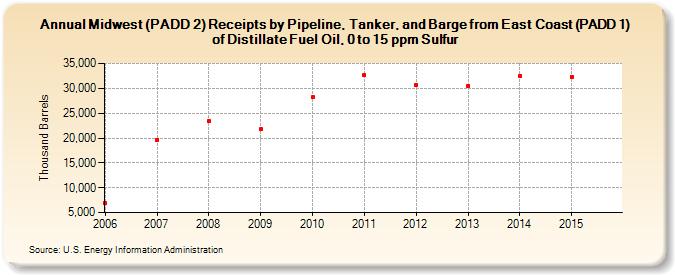 Annual Midwest (PADD 2) Receipts by Pipeline, Tanker, and Barge from East Coast (PADD 1)
of Distillate Fuel Oil, 0 to 15 ppm Sulfur
Thousand Barrels
35,000
30,000
25,000
20,000
15,000
10,000
5,000
2006 2007 2008 2009 2010 2011 2012 2013 2014 2015
Source: U.S. Energy Information Administration